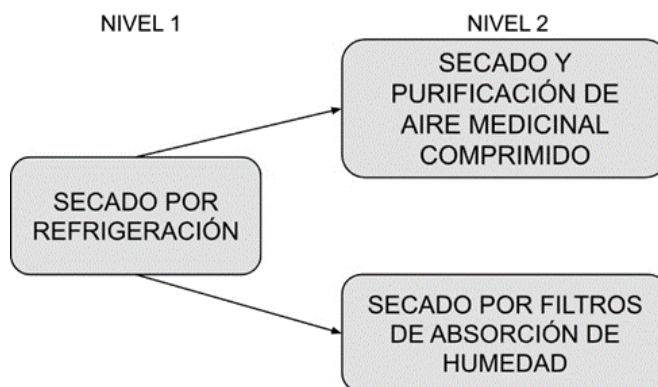 NIVEL 1
NIVEL 2
SECADO Y
PURIFICACIÓN DE
AIRE MEDICINAL
COMPRIMIDO
SECADO POR
REFRIGERACIÓN
SECADO POR FILTROS
DE ABSORCIÓN DE
HUMEDAD